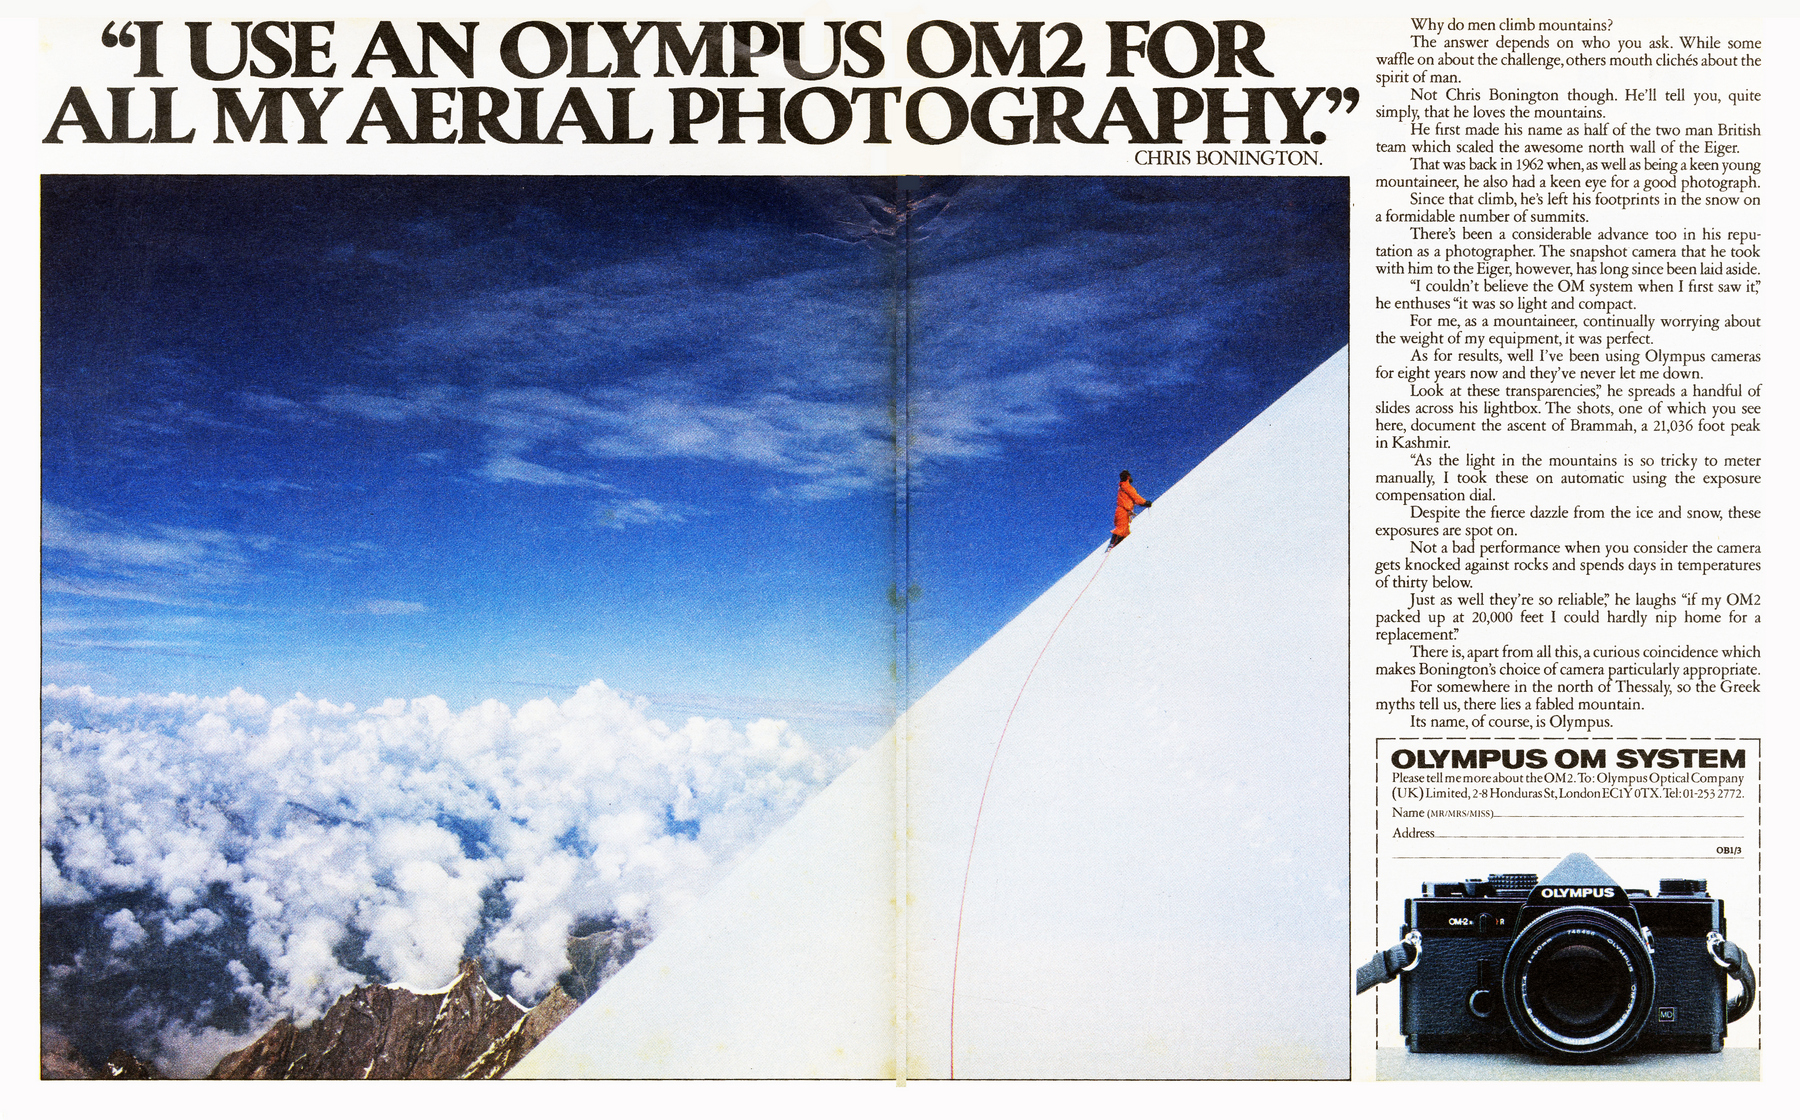 “I USE AN OLYMPUS OM2 FOR
ALL MY AERIAL PHOTOGRAPHY.”
CHRIS BONINGTON.
Why do men climb mountains?
The answer depends on who you ask. While some
waffle on about the challenge, others mouth clichés about the
spirit of man.
Not Chris Bonington though. He’ll tell you, quite
simply, that he loves the mountains.
He first made his name as half of the two man British
team which scaled the awesome north wall of the Eiger.
That was back in 1962 when, as well as being a keen young
mountaineer, he also had a keen eye for a good photograph.
Since that climb, he’s left his footprints in the snow on
a formidable number of summits.
There’s been a considerable advance too in his repu-
tation as a photographer. The snapshot camera that he took
with him to the Eiger, however, has long since been laid aside.
“I couldn’t believe the OM system when I first saw it,”
he enthuses “it was so light and compact.
For me, as a mountaineer, continually worrying about
the weight of my equipment, it was perfect.
As for results, well I’ve been using Olympus cameras
for eight years now and they’ve never let me down.
Look at these transparencies,” he spreads a handful of
slides across his lightbox. The shots, one of which you see
here, document the ascent of Brammah, a 21,036 foot peak
in Kashmir.
“As the light in the mountains is so tricky to meter
manually, I took these on automatic using the exposure
compensation dial.
Despite the fierce dazzle from the ice and snow, these
exposures are spot on.
Not a bad performance when you consider the camera
gets knocked against rocks and spends days in temperatures
of thirty below.
Just as well they’re so reliable,” he laughs “if my OM2
packed up at 20,000 feet I could hardly nip home for a
replacement.”
There is, apart from all this, a curious coincidence which
makes Bonington’s choice of camera particularly appropriate.
For somewhere in the north of Thessaly, so the Greek
myths tell us, there lies a fabled mountain.
Its name, of course, is Olympus.
OLYMPUS OM SYSTEM
Please tell me more about the OM2. To: Olympus Optical Company
(UK) Limited, 2-8 Honduras St, London EC1Y 0TX. Tel: 01-253 2772.
Name (MR/MRS/MISS)
Address
OB1/3
OLYMPUS
OM-2
R
MD